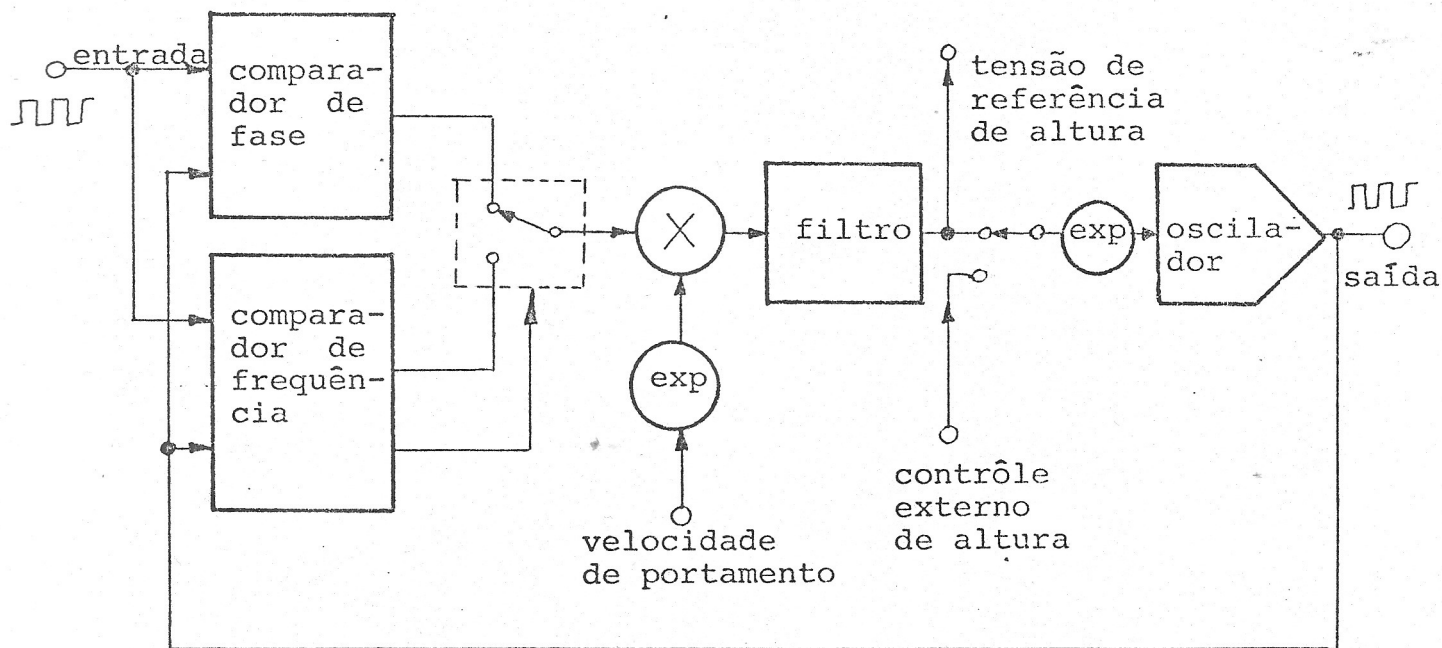 entrada
compara-
dor de
fase
compara-
dor de
frequên-
cia
exp
velocidade
de portamento
filtro
tensão de
referência
de altura
contrôle
externo
de altura
exp
oscila-
dor
saída